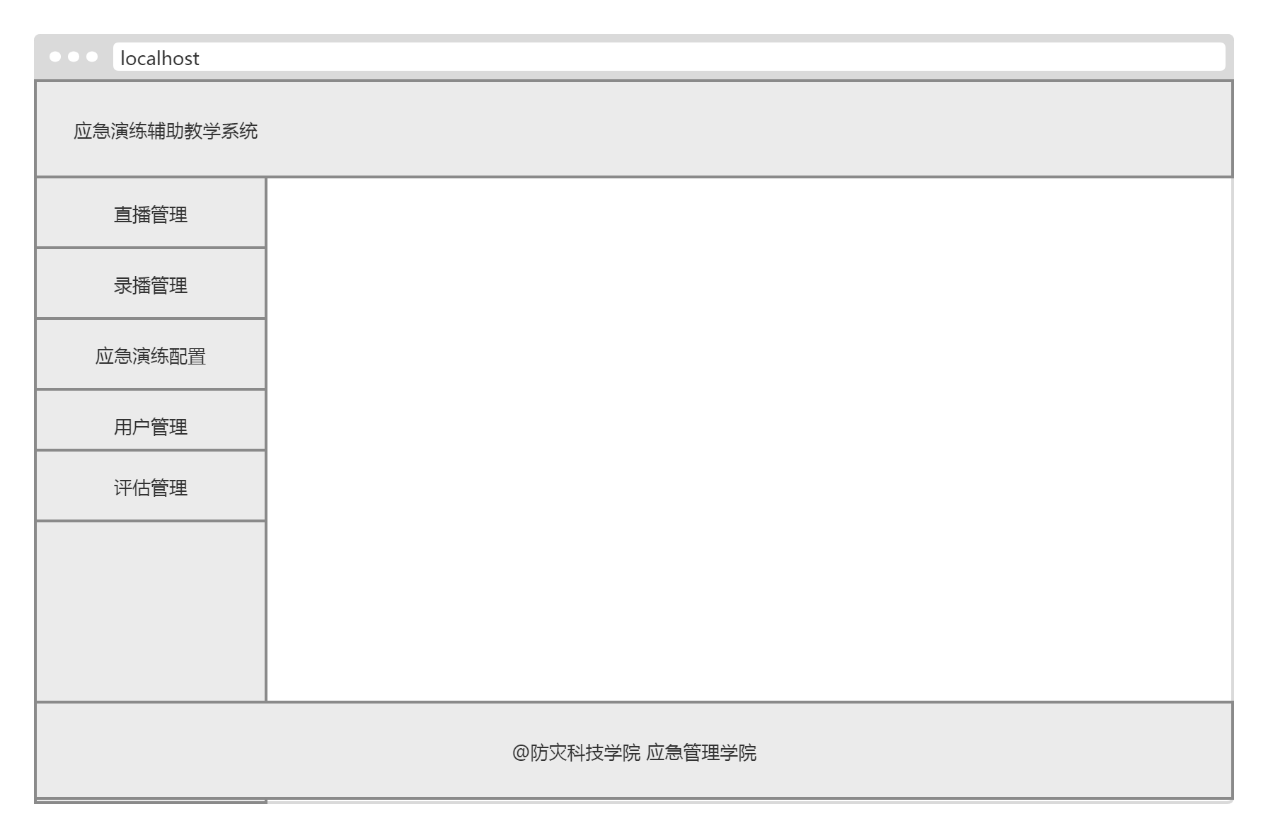 localhost
应急演练辅助教学系统
直播管理
录播管理
应急演练配置
用户管理
评估管理
@防灾科技学院 应急管理学院